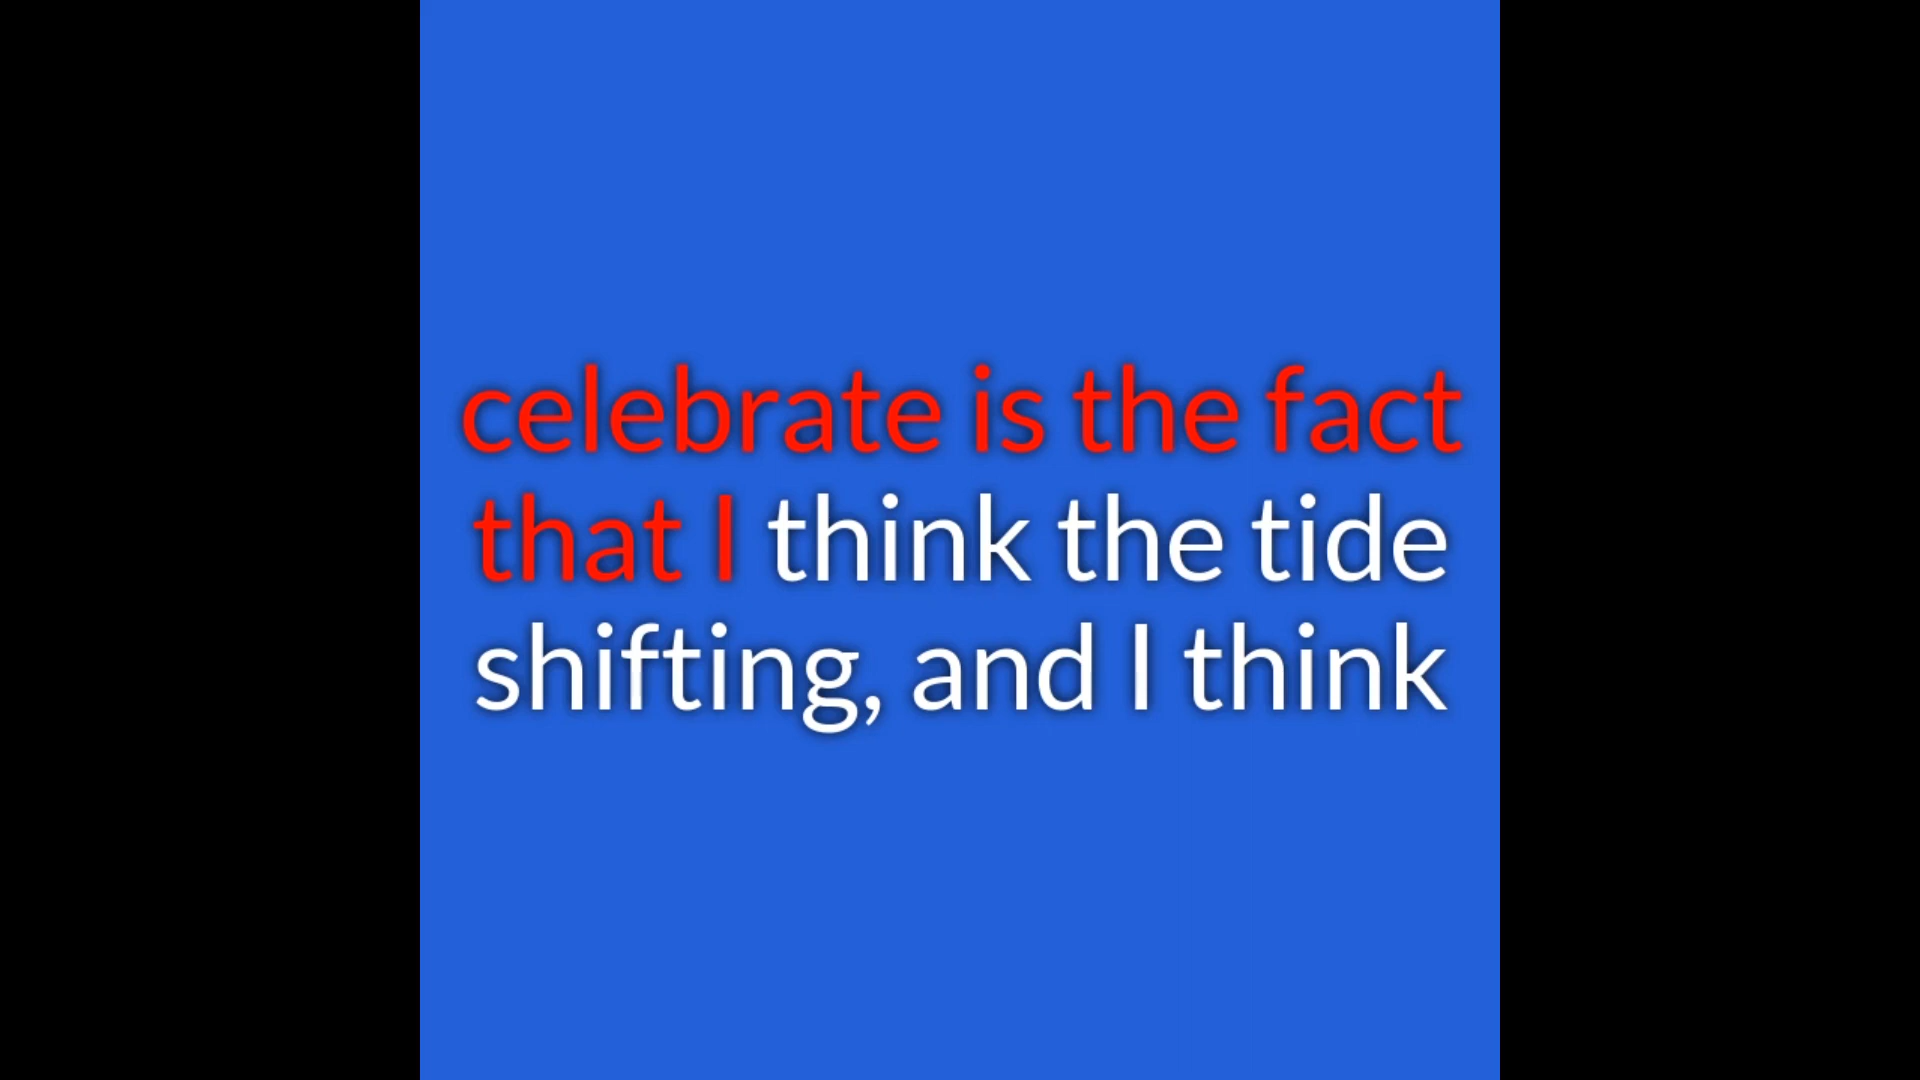 celebrate is the fact
that I think the tide
shifting, and I think